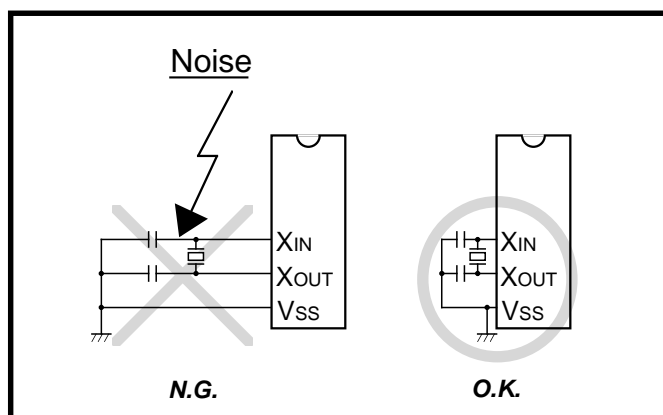 Noise
XIN
XOUT
VSS
N.G.
XIN
XOUT
VSS
O.K.